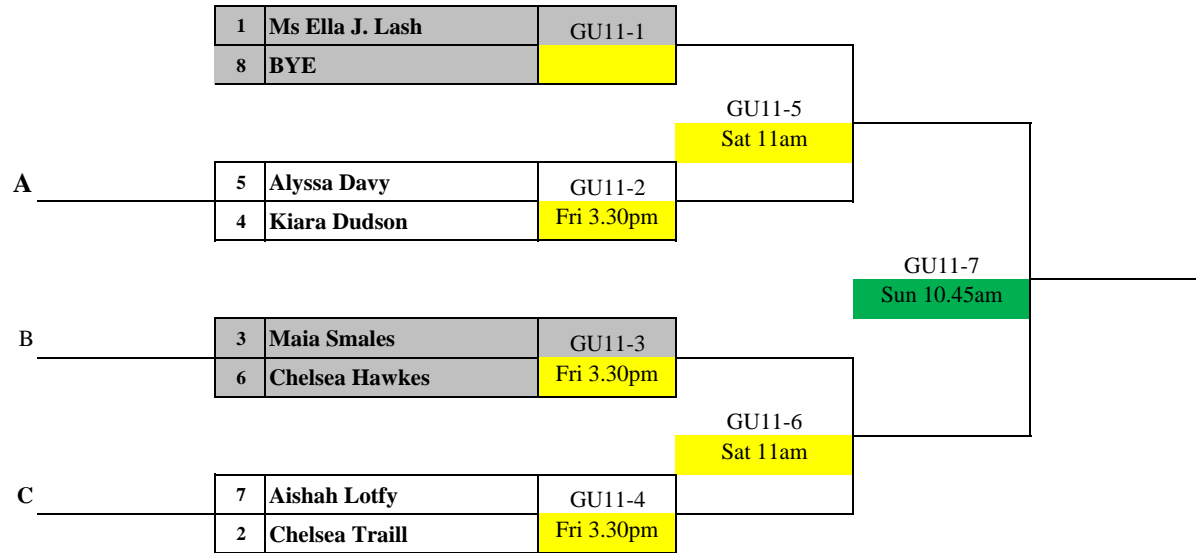 1 Ms Ella J. Lash GU11-1
8 BYE
GU11-5
Sat 11am
A 5 Alyssa Davy GU11-2
4 Kiara Dudson Fri 3.30pm
GU11-7
Sun 10.45am
B 3 Maia Smales GU11-3
6 Chelsea Hawkes Fri 3.30pm
GU11-6
Sat 11am
C 7 Aishah Lotfy GU11-4
2 Chelsea Traill Fri 3.30pm